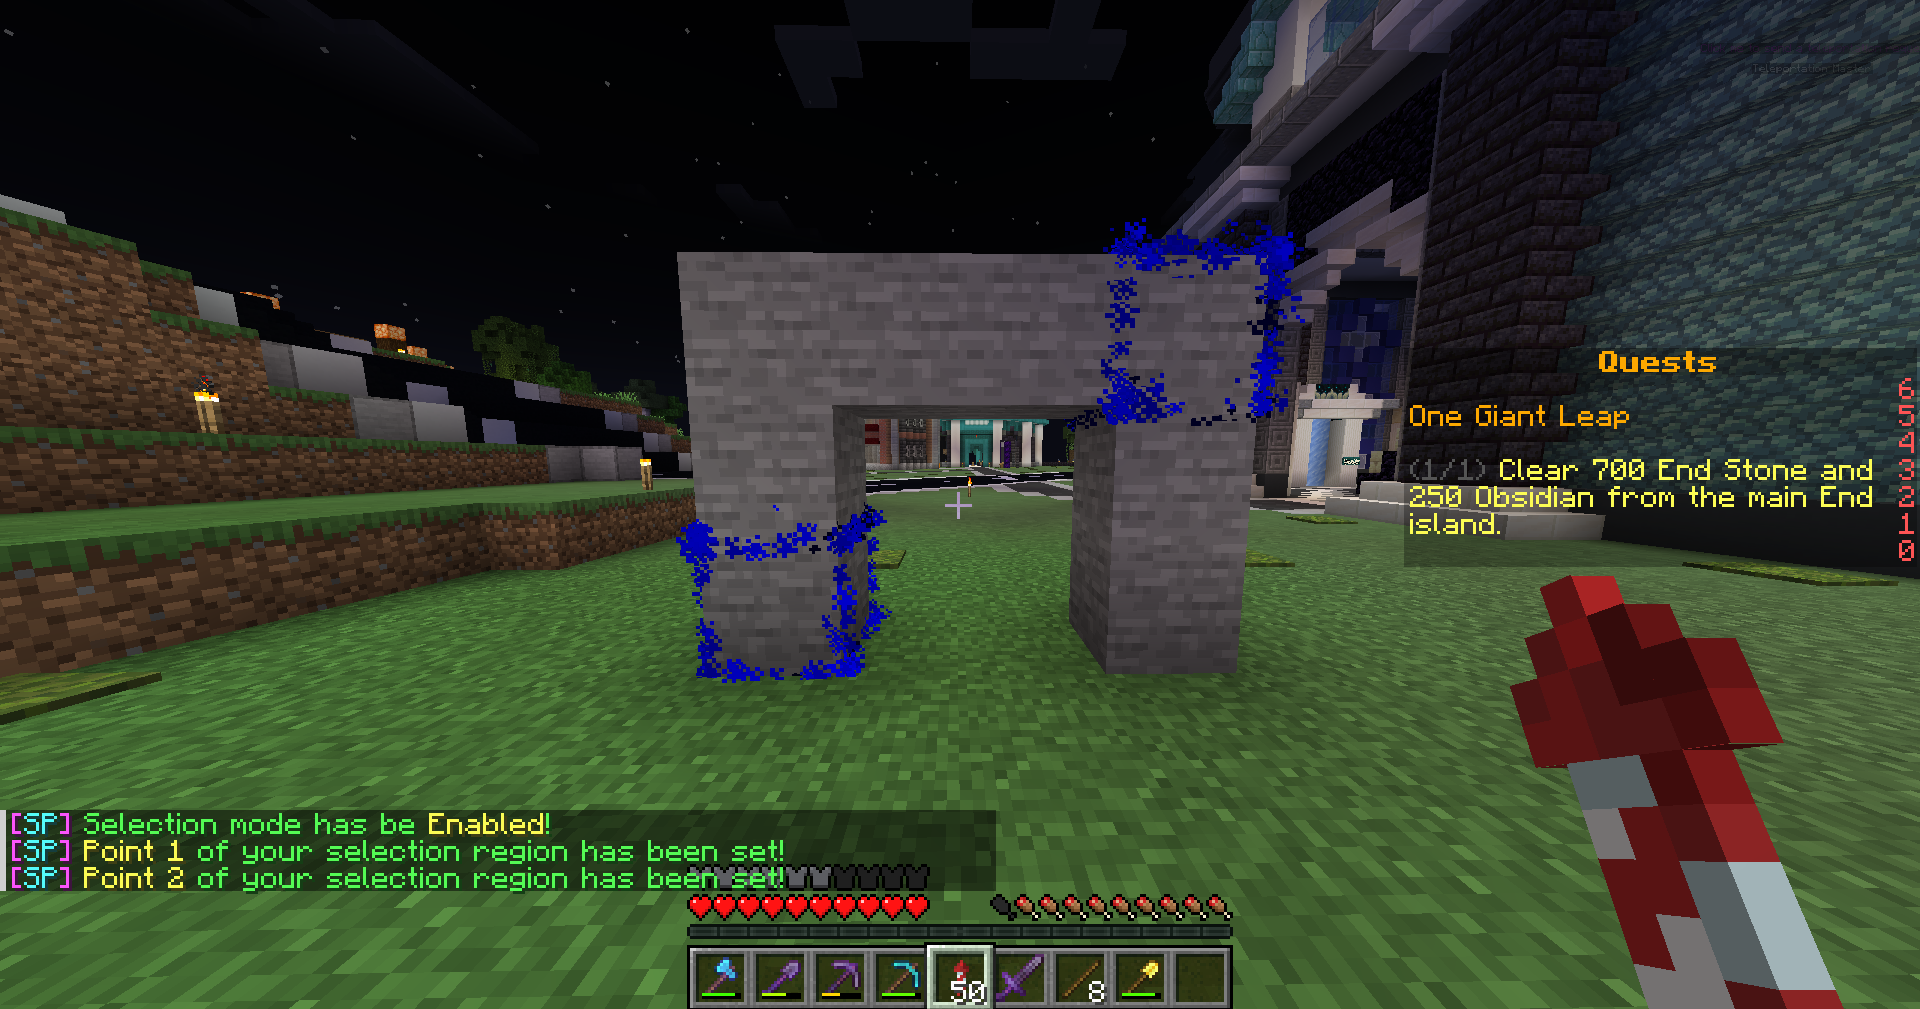 Teleportation Master
Quests
6
One Giant Leap
5
4
(1/1) Clear 700 End Stone and
3
250 Obsidian from the main End
2
island.
1
0
[SP] Selection mode has be Enabled!
[SP] Point 1 of your selection region has been set!
[SP] Point 2 of your selection region has been set!
50
8